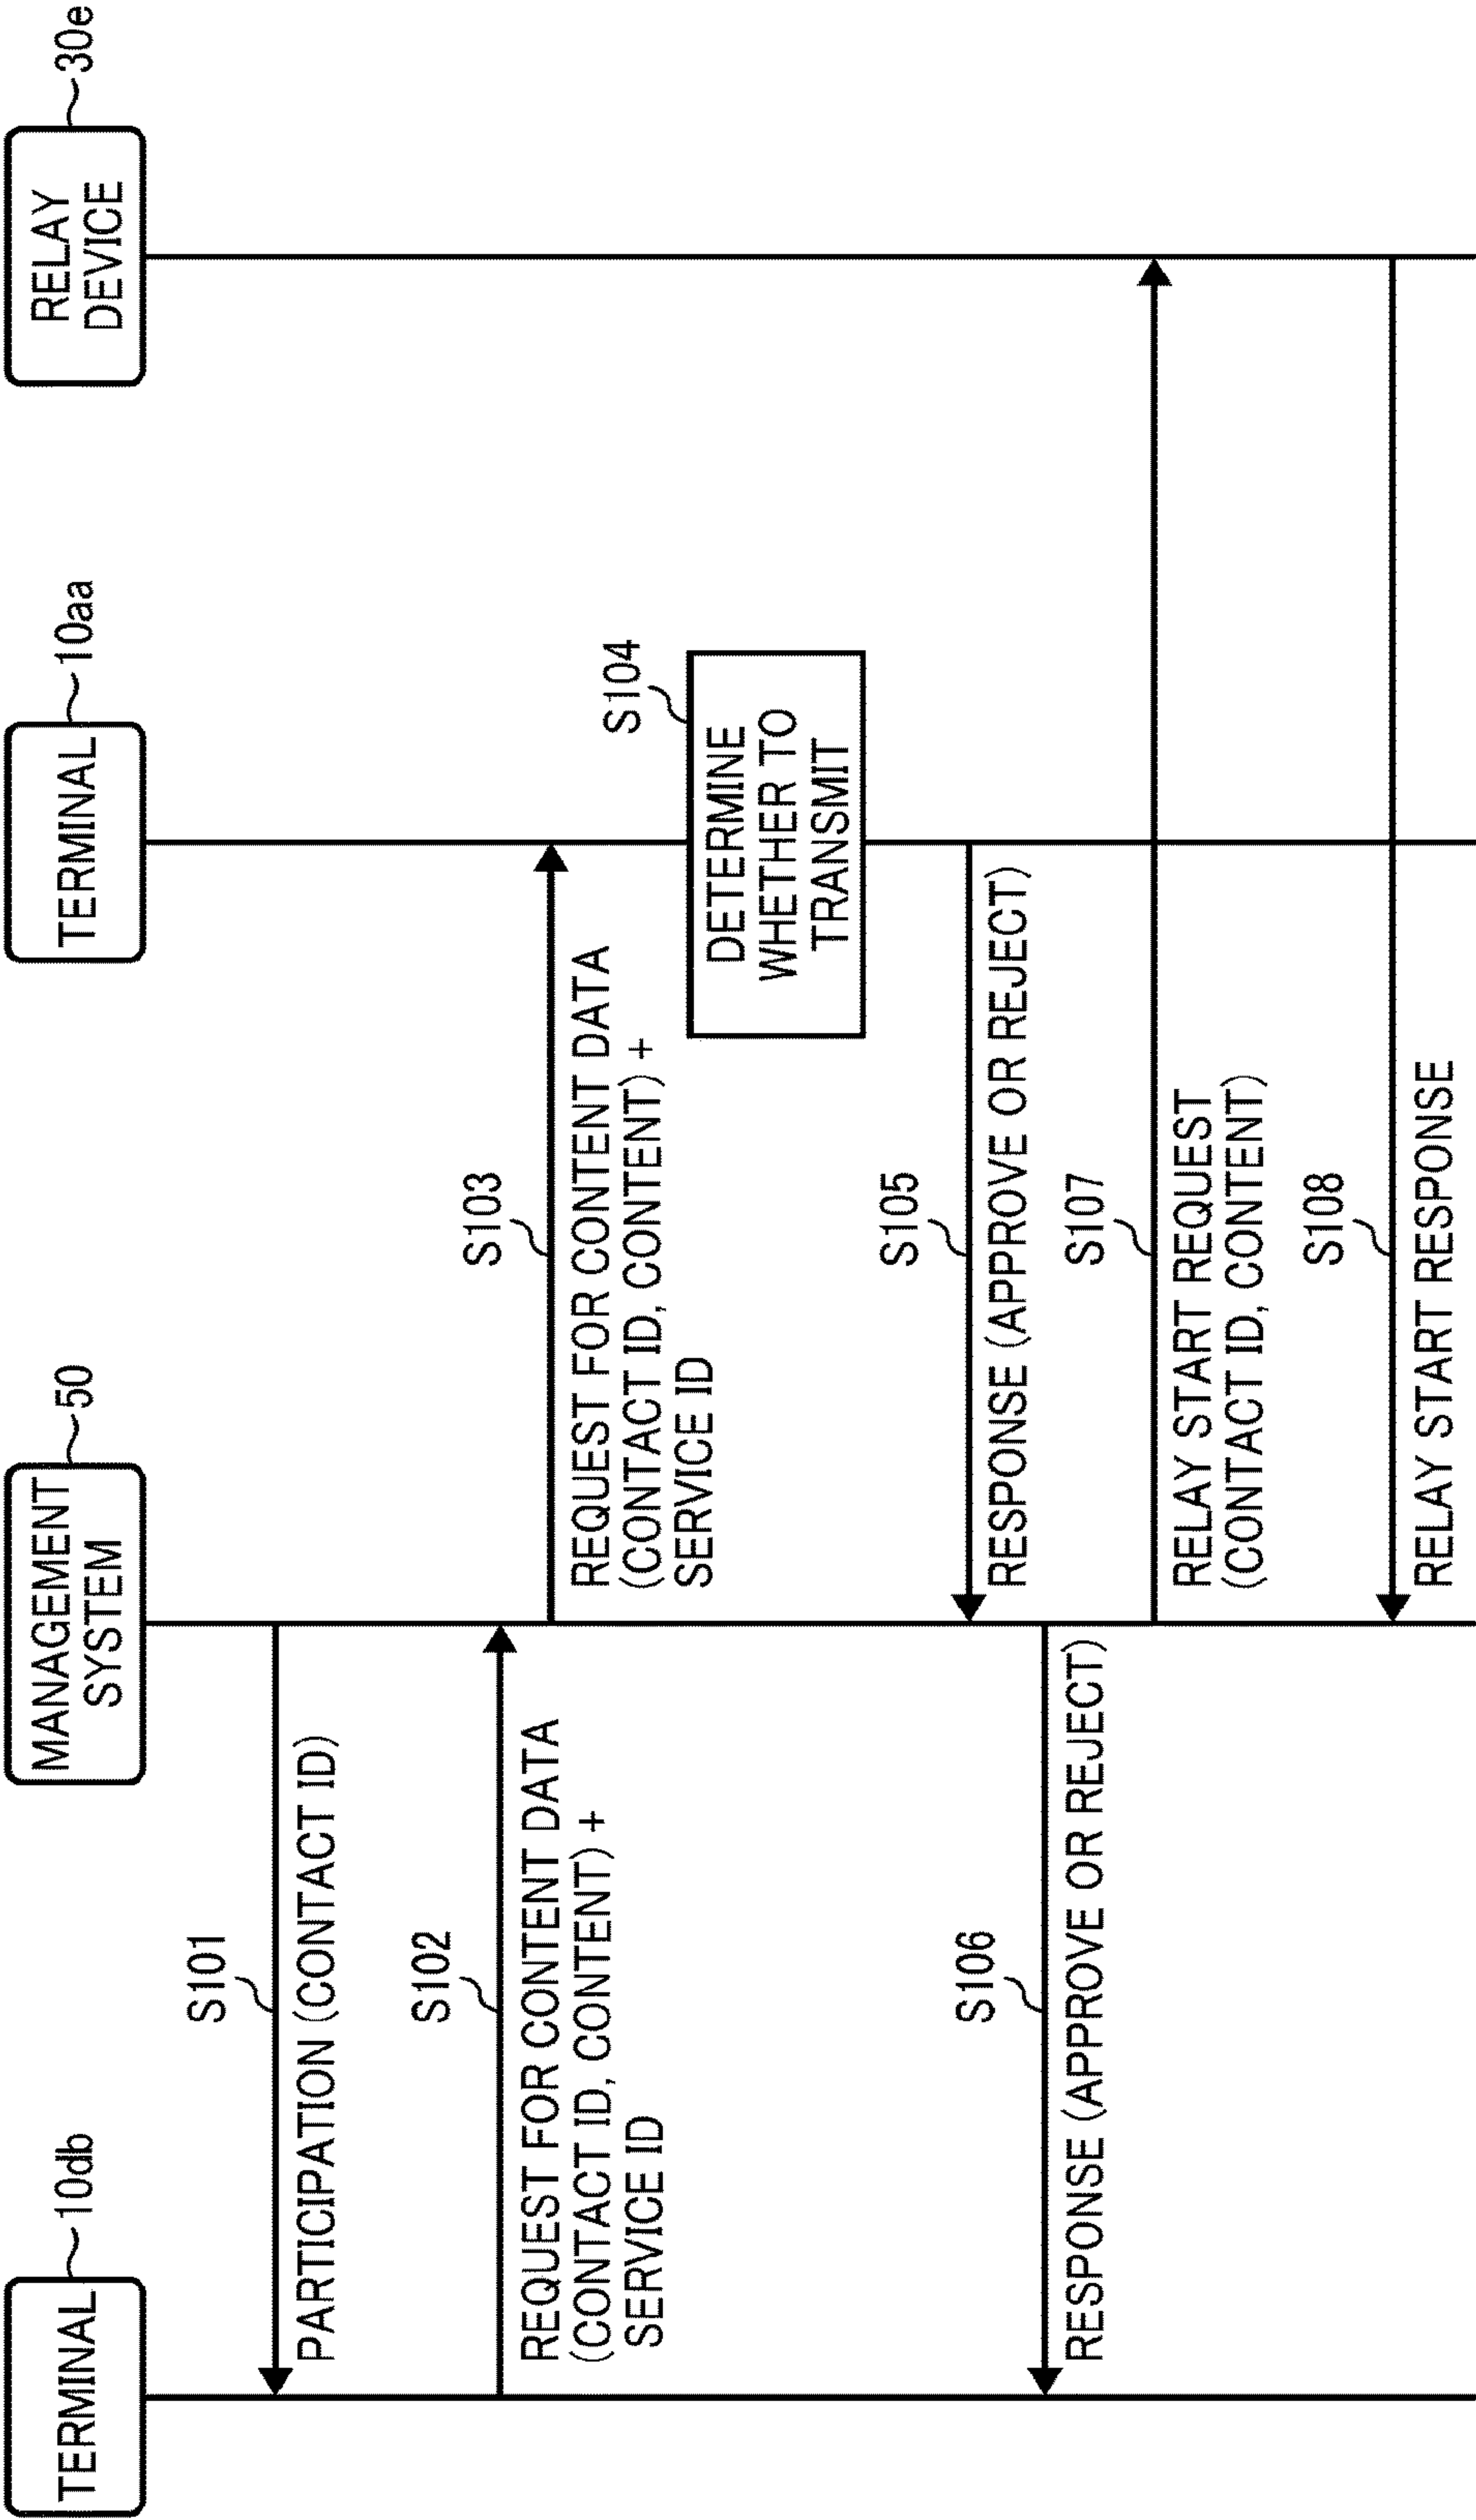 TERMINAL
10db
MANAGEMENT
SYSTEM
50
TERMINAL
10aa
RELAY
DEVICE
30e
S101
PARTICIPATION (CONTACT ID)
S102
REQUEST FOR CONTENT DATA
(CONTACT ID, CONTENT) +
SERVICE ID
S103
REQUEST FOR CONTENT DATA
(CONTACT ID, CONTENT) +
SERVICE ID
S104
DETERMINE
WHETHER TO
TRANSMIT
S105
RESPONSE (APPROVE OR REJECT)
S106
RESPONSE (APPROVE OR REJECT)
S107
RELAY START REQUEST
(CONTACT ID, CONTENT)
S108
RELAY START RESPONSE